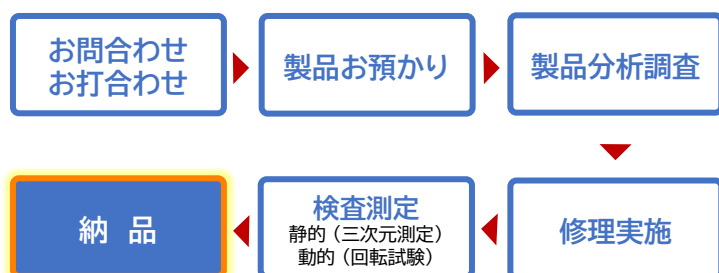 お問合わせ
お打合わせ
製品お預かり
製品分析調査
修理実施
検査測定
静的（三次元測定）
動的（回転試験）
納 品